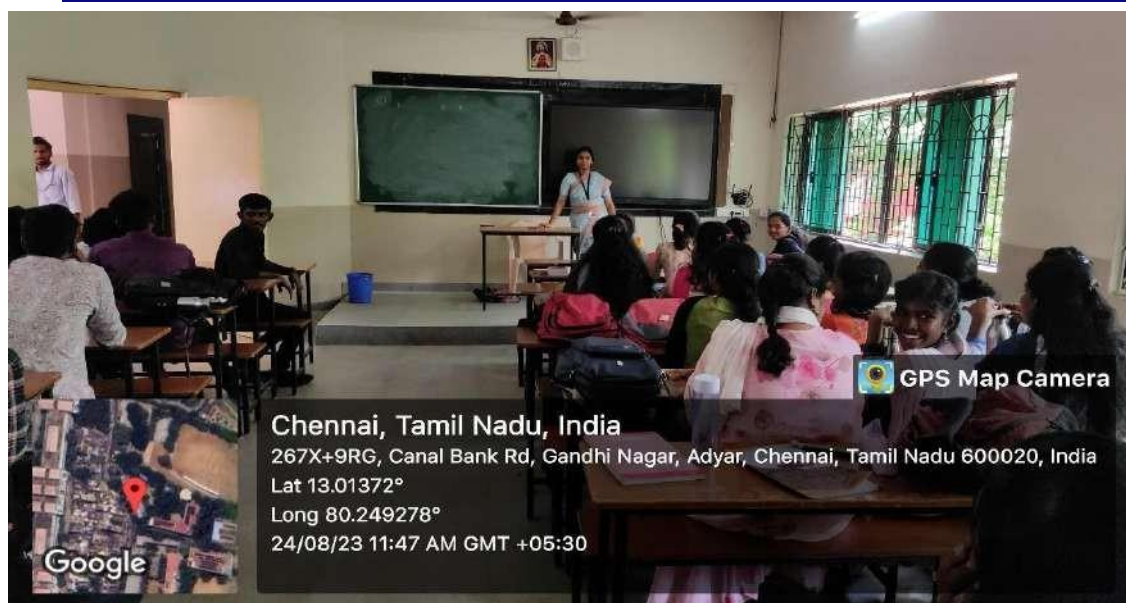 GPS Map Camera
Chennai, Tamil Nadu, India
267X+9RG, Canal Bank Rd, Gandhi Nagar, Adyar, Chennai, Tamil Nadu 600020, India
Lat 13.01372°
Long 80.249278°
24/08/23 11:47 AM GMT +05:30
Google